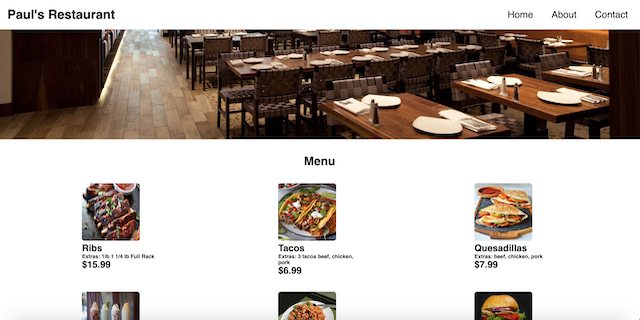 Paul's Restaurant
Home About Contact
Menu
Ribs
Extras: 1lb 1 1/4 lb Full Rack
$15.99
Tacos
Extras: 3 tacos beef, chicken,
pork
$6.99
Quesadillas
Extras: beef, chicken, pork
$7.99